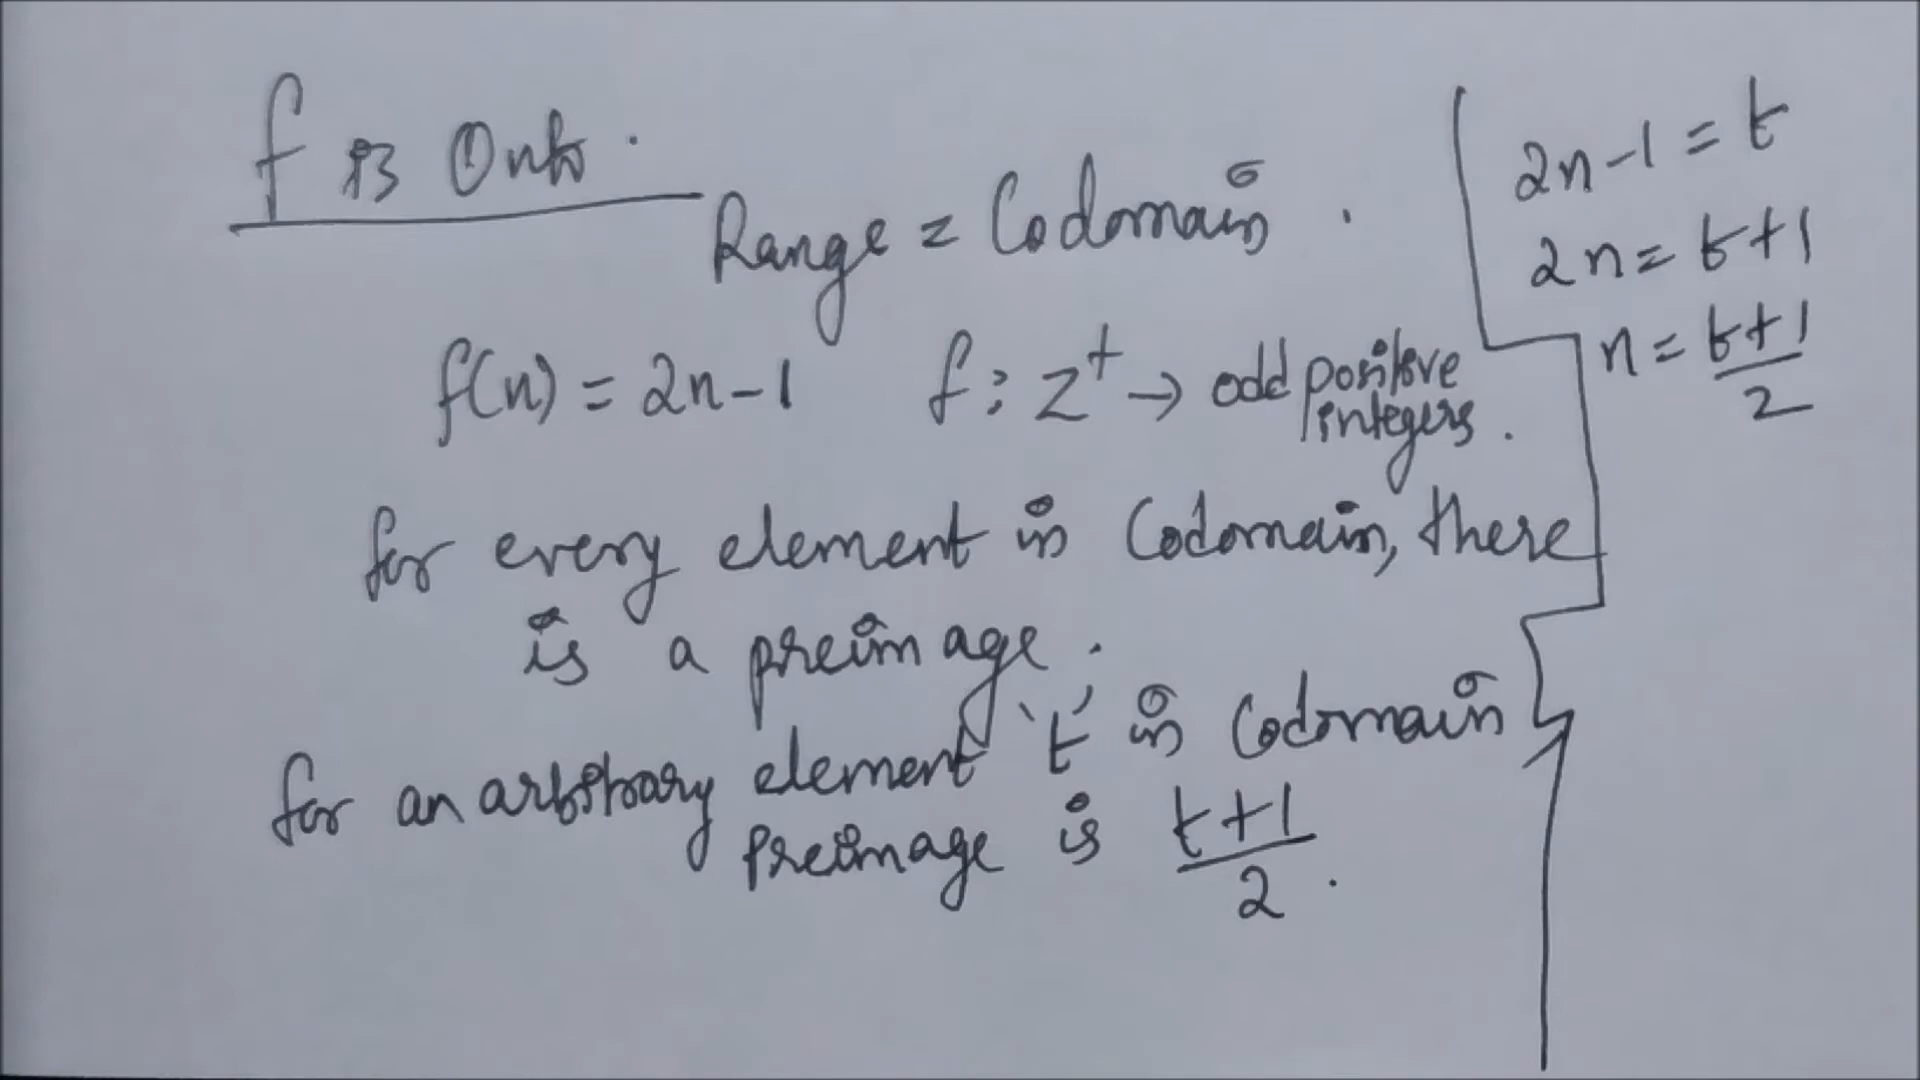 f is Onto.
Range = Codomain.
f(n) = 2n-1 f: Z⁺ → odd positive integers.
for every element in Codomain, there
is a preimage.
for an arbitrary element 't' in Codomain
Preimage is (t+1)/2.
2n-1 = t
2n = t+1
n = (t+1)/2